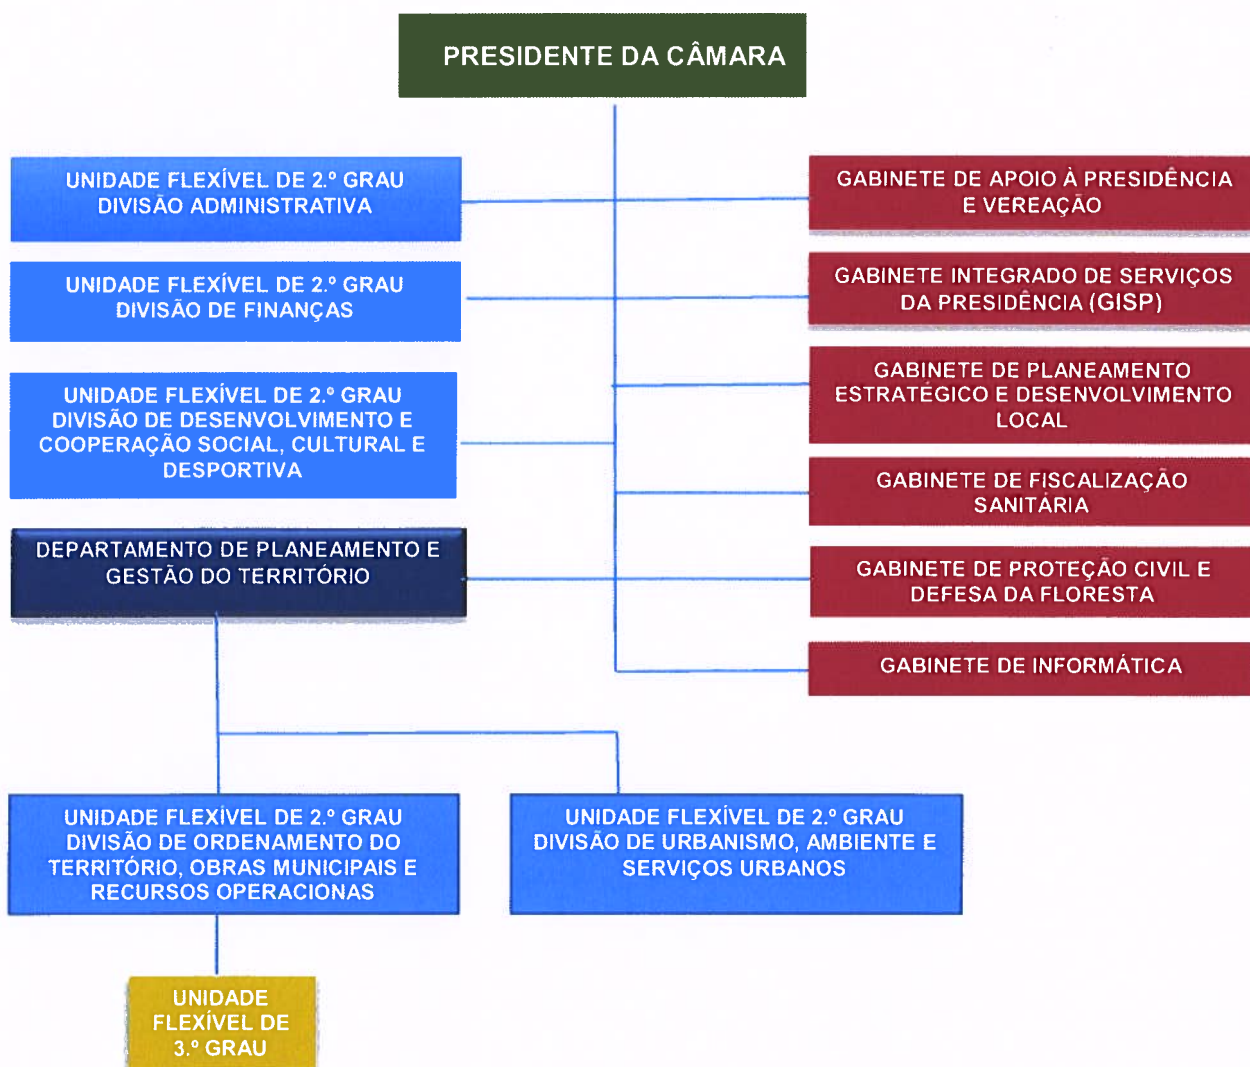 PRESIDENTE DA CÂMARA
UNIDADE FLEXÍVEL DE 2.º GRAU
DIVISÃO ADMINISTRATIVA
GABINETE DE APOIO À PRESIDÊNCIA
E VEREAÇÃO
UNIDADE FLEXÍVEL DE 2.º GRAU
DIVISÃO DE FINANÇAS
GABINETE INTEGRADO DE SERVIÇOS
DA PRESIDÊNCIA (GISP)
UNIDADE FLEXÍVEL DE 2.º GRAU
DIVISÃO DE DESENVOLVIMENTO E
COOPERAÇÃO SOCIAL, CULTURAL E
DESPORTIVA
GABINETE DE PLANEAMENTO
ESTRATÉGICO E DESENVOLVIMENTO
LOCAL
GABINETE DE FISCALIZAÇÃO
SANITÁRIA
DEPARTAMENTO DE PLANEAMENTO E
GESTÃO DO TERRITÓRIO
GABINETE DE PROTEÇÃO CIVIL E
DEFESA DA FLORESTA
GABINETE DE INFORMÁTICA
UNIDADE FLEXÍVEL DE 2.º GRAU
DIVISÃO DE ORDENAMENTO DO
TERRITÓRIO, OBRAS MUNICIPAIS E
RECURSOS OPERACIONAS
UNIDADE FLEXÍVEL DE 2.º GRAU
DIVISÃO DE URBANISMO, AMBIENTE E
SERVIÇOS URBANOS
UNIDADE
FLEXÍVEL DE
3.º GRAU